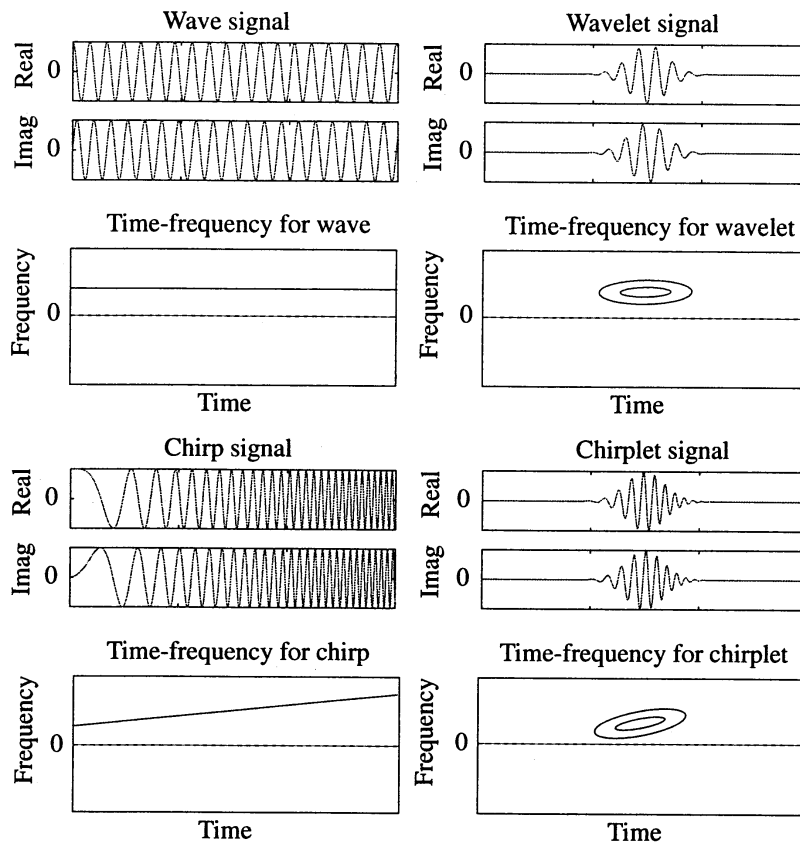 Wave signal
Real
0
Imag
0
Time-frequency for wave
Frequency
0
Time
Wavelet signal
Real
0
Imag
0
Time-frequency for wavelet
Frequency
0
Time
Chirp signal
Real
0
Imag
0
Time-frequency for chirp
Frequency
0
Time
Chirplet signal
Real
0
Imag
0
Time-frequency for chirplet
Frequency
0
Time